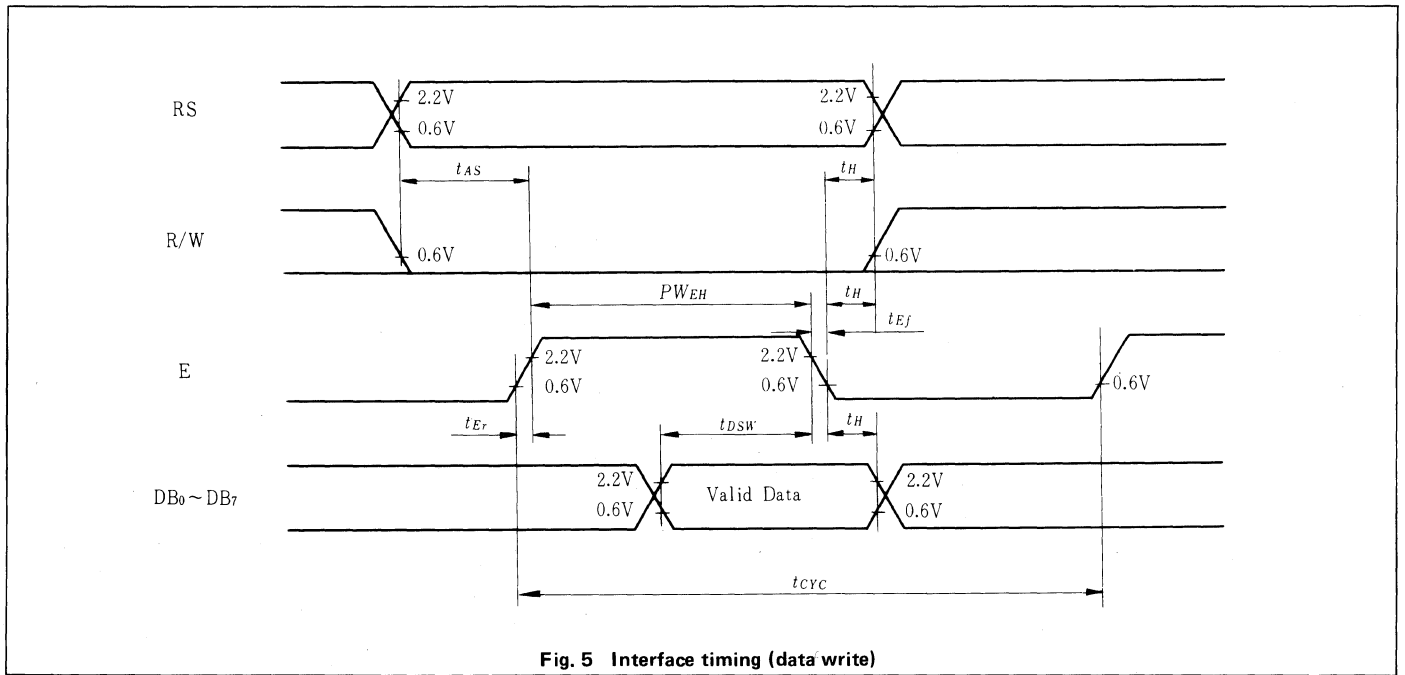 RS
2.2V
2.2V
0.6V
0.6V
tAS
tH
R/W
0.6V
0.6V
PWEH
tH
tEf
E
2.2V
2.2V
0.6V
0.6V
0.6V
tEr
tDSW
tH
DB0~DB7
2.2V
Valid Data
2.2V
0.6V
0.6V
tCYC
Fig. 5 Interface timing (data write)